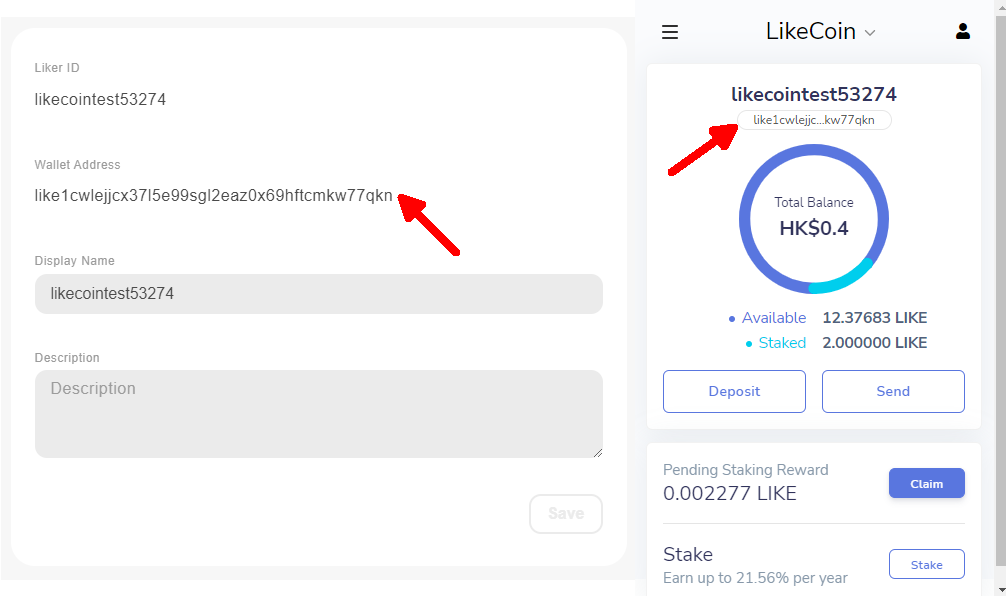 Liker ID
likecointest53274
Wallet Address
like1cwlejjcx37l5e99sgl2eaz0x69hftcmkw77qkn
Display Name
likecointest53274
Description
Description
Save
LikeCoin
likecointest53274
like1cwlejjc...kw77qkn
Total Balance
HK$0.4
Available 12.37683 LIKE
Staked 2.000000 LIKE
Deposit Send
Pending Staking Reward
0.002277 LIKE
Claim
Stake
Earn up to 21.56% per year
Stake